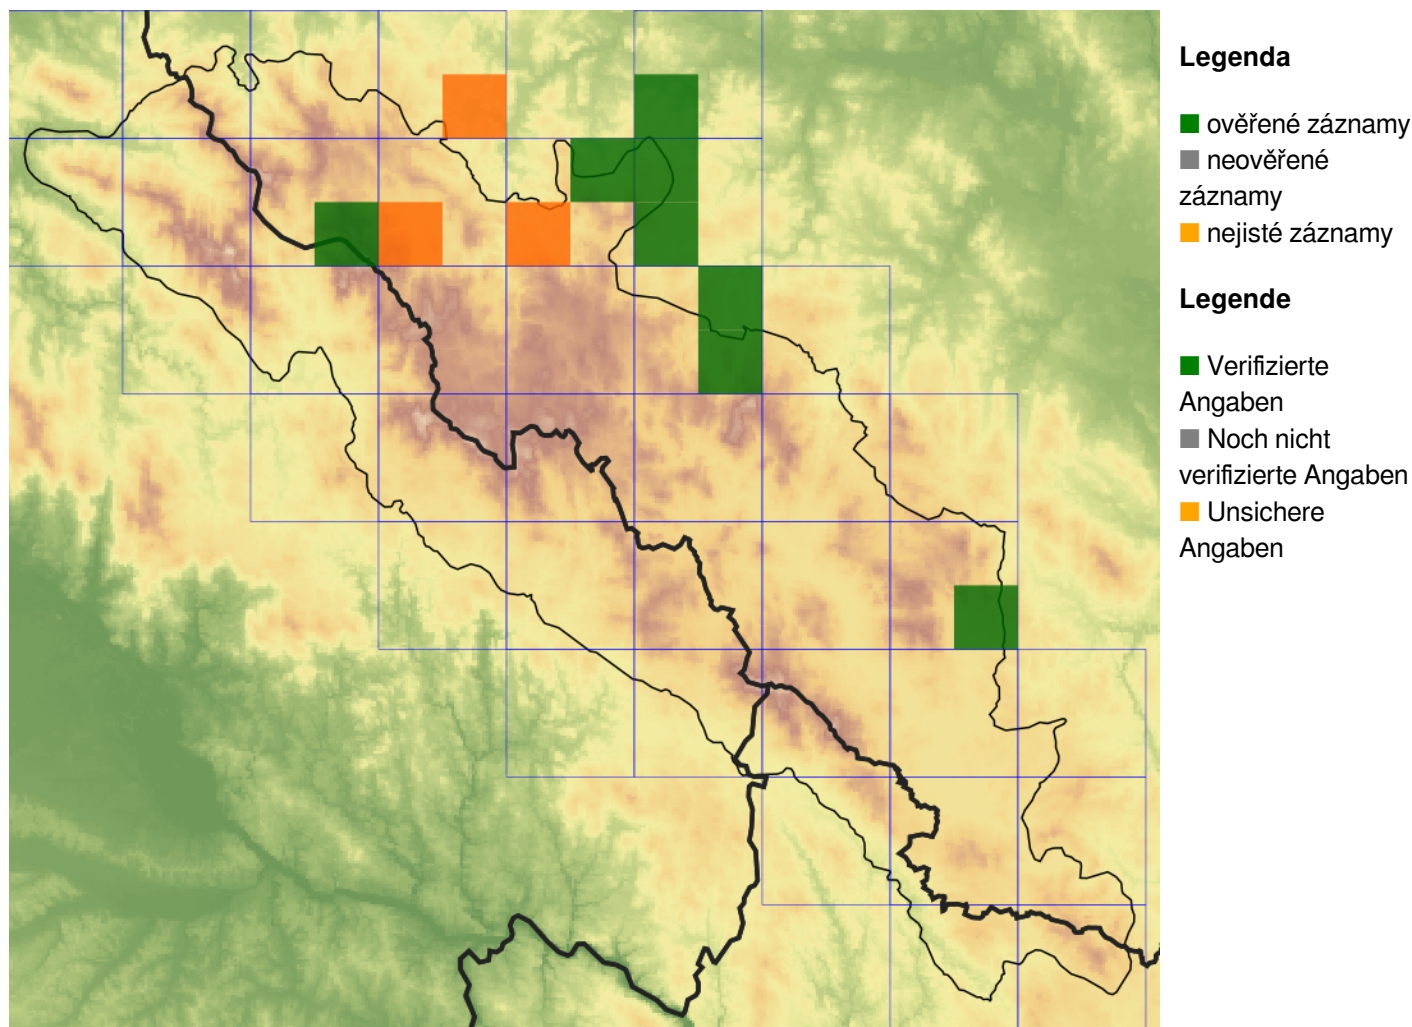 Legenda
ověřené záznamy
neověřené
záznamy
nejisté záznamy
Legende
Verifizierte
Angaben
Noch nicht
verifizierte Angaben
Unsichere
Angaben